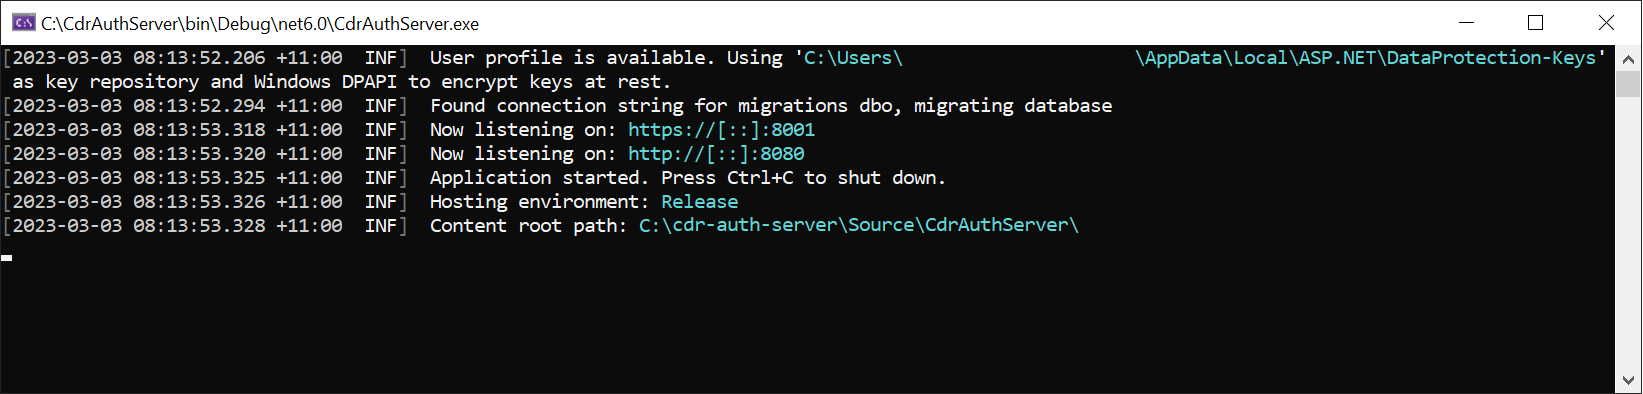 C:\CdrAuthServer\bin\Debug\net6.0\CdrAuthServer.exe
[2023-03-03 08:13:52.206 +11:00  INF]  User profile is available. Using 'C:\Users\                     \AppData\Local\ASP.NET\DataProtection-Keys'
as key repository and Windows DPAPI to encrypt keys at rest.
[2023-03-03 08:13:52.294 +11:00  INF]  Found connection string for migrations dbo, migrating database
[2023-03-03 08:13:53.318 +11:00  INF]  Now listening on: https://[::]:8001
[2023-03-03 08:13:53.320 +11:00  INF]  Now listening on: http://[::]:8080
[2023-03-03 08:13:53.325 +11:00  INF]  Application started. Press Ctrl+C to shut down.
[2023-03-03 08:13:53.326 +11:00  INF]  Hosting environment: Release
[2023-03-03 08:13:53.328 +11:00  INF]  Content root path: C:\cdr-auth-server\Source\CdrAuthServer\